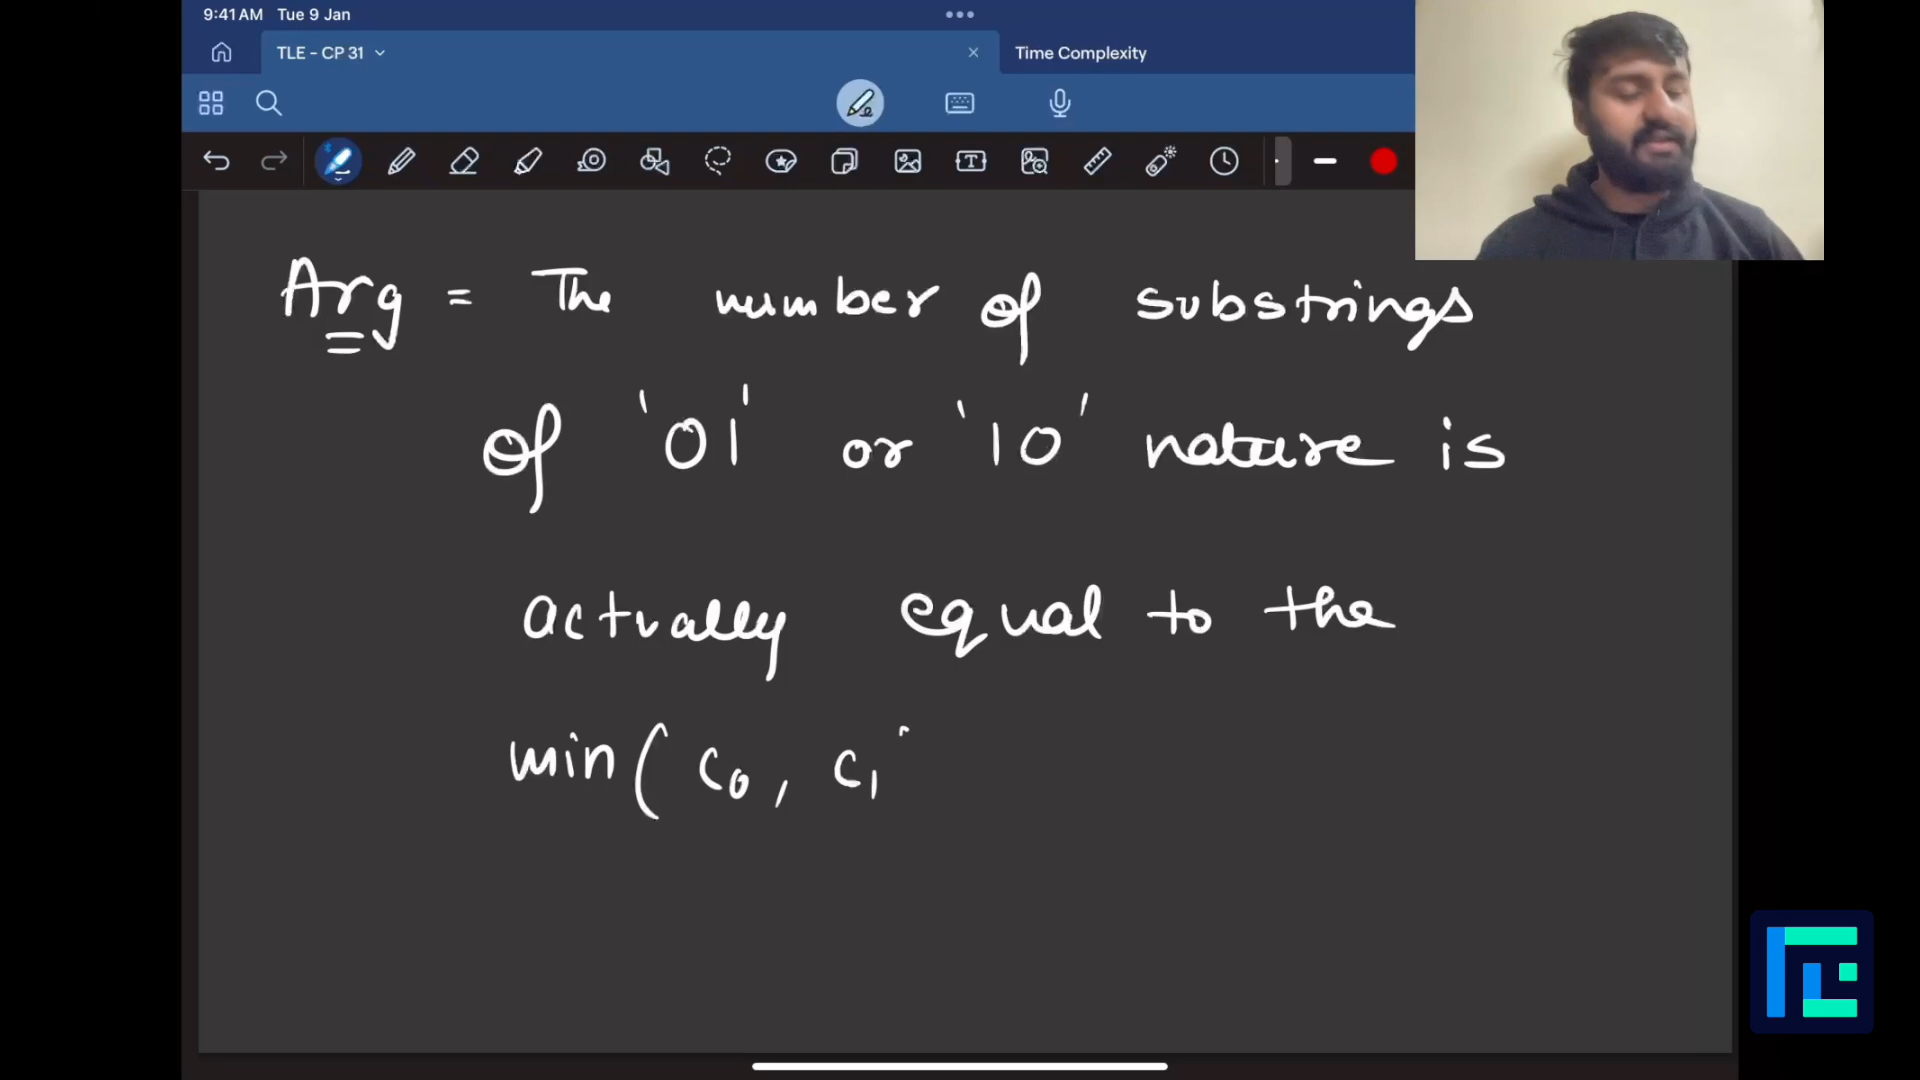 9:41 AM Tue 9 Jan
TLE - CP 31
Time Complexity
Arg = The number of substrings
of '01' or '10' nature is
actually equal to the
min( c0, c1